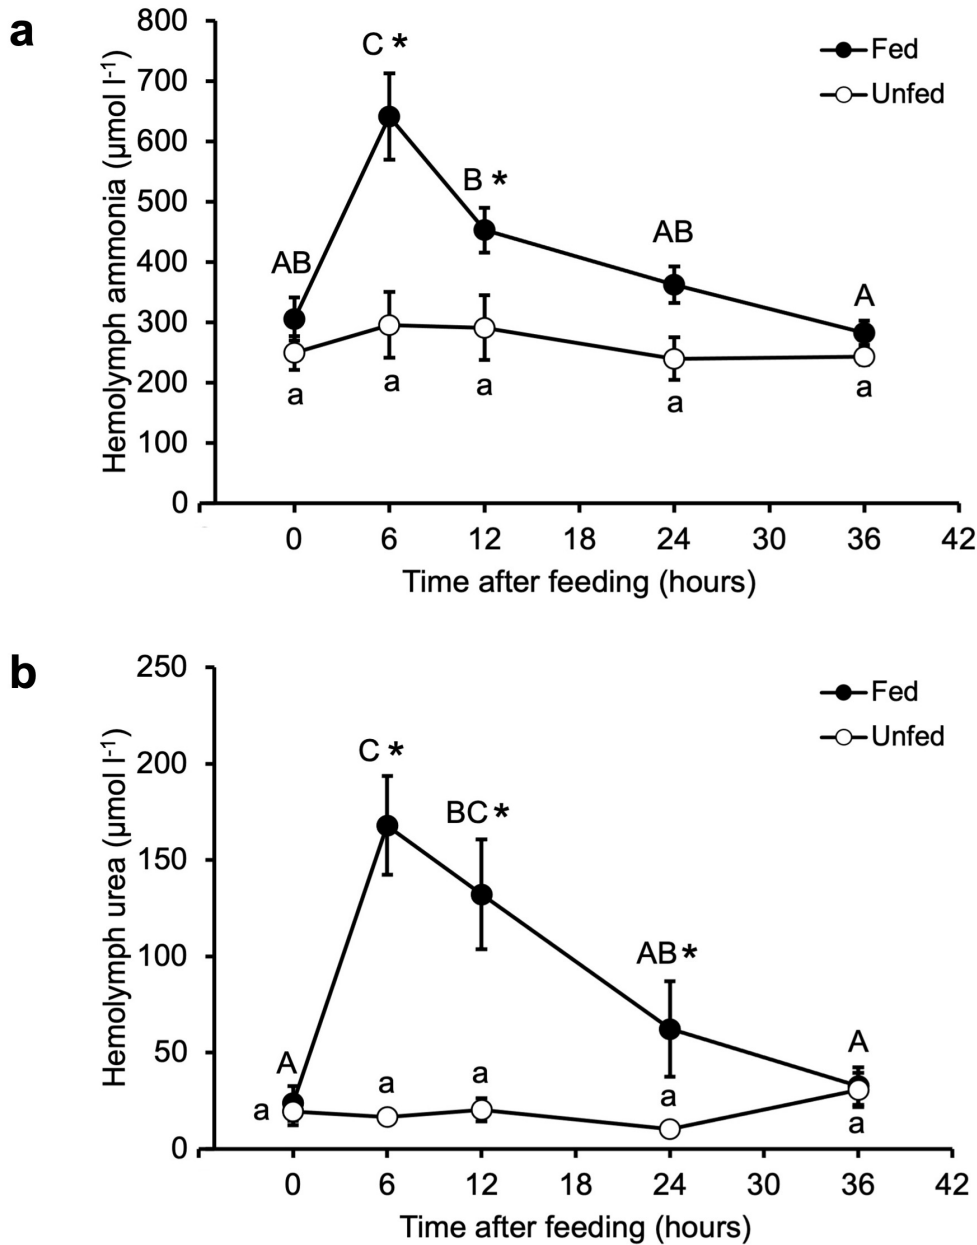 a
Hemolymph ammonia (µmol l-1)
800
700
600
500
400
300
200
100
0
C *
B *
AB
AB
A
a
a
a
a
a
Fed
Unfed
0 6 12 18 24 30 36 42
Time after feeding (hours)
b
Hemolymph urea (µmol l-1)
250
200
150
100
50
0
C *
BC *
AB *
A
A
a
a
a
a
a
Fed
Unfed
0 6 12 18 24 30 36 42
Time after feeding (hours)